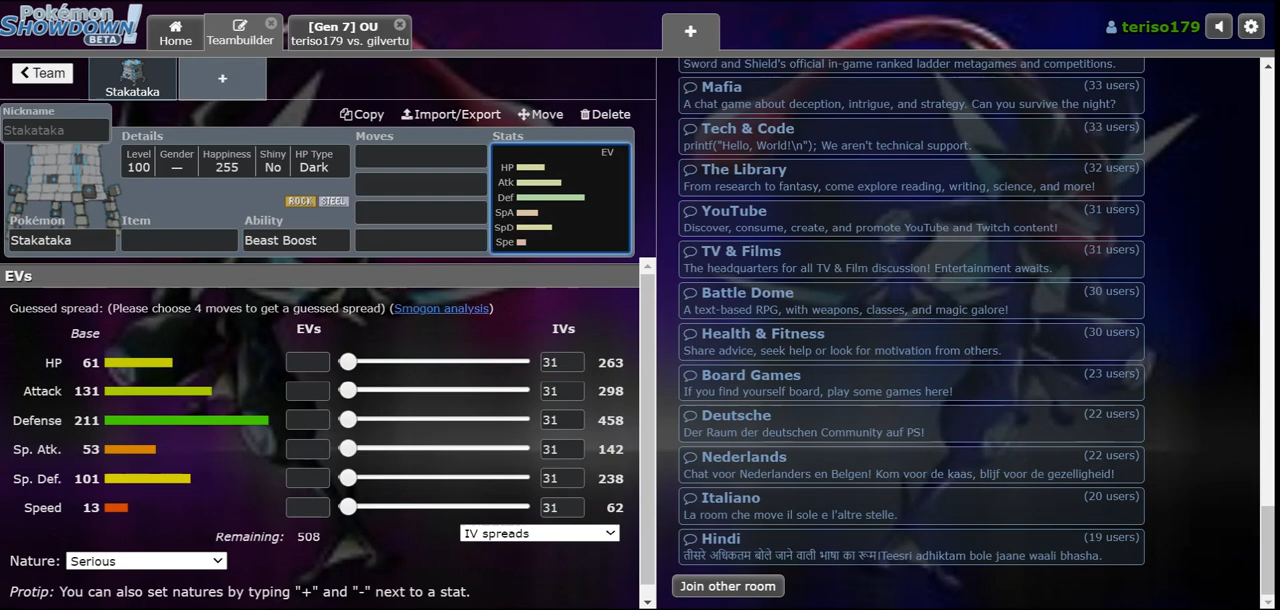 Pokémon
SHOWDOWN!
BETA!
Home
Teambuilder
[Gen 7] OU
teriso179 vs. gilvertu
+
teriso179
Team
Stakataka
+
Copy
Import/Export
Move
Delete
Nickname
Stakataka
Details
Moves
Stats
Level
Gender
Happiness
Shiny
HP Type
100
—
255
No
Dark
ROCK
STEEL
Pokémon
Item
Ability
Stakataka
Beast Boost
EV
HP
Atk
Def
SpA
SpD
Spe
EVs
Guessed spread: (Please choose 4 moves to get a guessed spread) (Smogon analysis)
Base
EVs
IVs
HP 61 31 263
Attack 131 31 298
Defense 211 31 458
Sp. Atk. 53 31 142
Sp. Def. 101 31 238
Speed 13 31 62
Remaining: 508
IV spreads
Nature: Serious
Protip: You can also set natures by typing "+" and "-" next to a stat.
Sword and Shield's official in-game ranked ladder metagames and competitions.
Mafia (33 users)
A chat game about deception, intrigue, and strategy. Can you survive the night?
Tech & Code (33 users)
printf("Hello, World!\n"); We aren't technical support.
The Library (32 users)
From research to fantasy, come explore reading, writing, science, and more!
YouTube (31 users)
Discover, consume, create, and promote YouTube and Twitch content!
TV & Films (31 users)
The headquarters for all TV & Film discussion! Entertainment awaits.
Battle Dome (30 users)
A text-based RPG, with weapons, classes, and magic galore!
Health & Fitness (30 users)
Share advice, seek help or look for motivation from others.
Board Games (23 users)
If you find yourself board, play some games here!
Deutsche (22 users)
Der Raum der deutschen Community auf PS!
Nederlands (22 users)
Chat voor Nederlanders en Belgen! Kom voor de kaas, blijf voor de gezelligheid!
Italiano (20 users)
La room che move il sole e l'altre stelle.
Hindi (19 users)
तीसरे अधिकतम बोले जाने वाली भाषा का रूम।Teesri adhiktam bole jaane waali bhasha.
Join other room